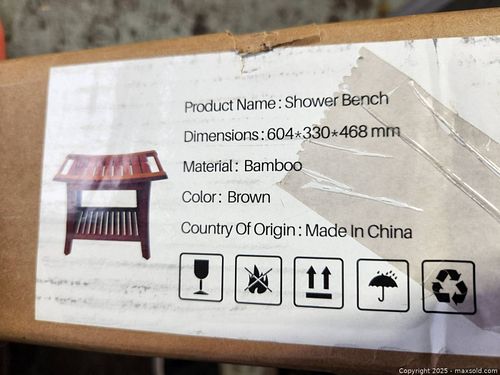 Product Name : Shower Bench
Dimensions : 604*330*468 mm
Material : Bamboo
Color : Brown
Country Of Origin : Made In China
Copyright 2025 - maxsold.com